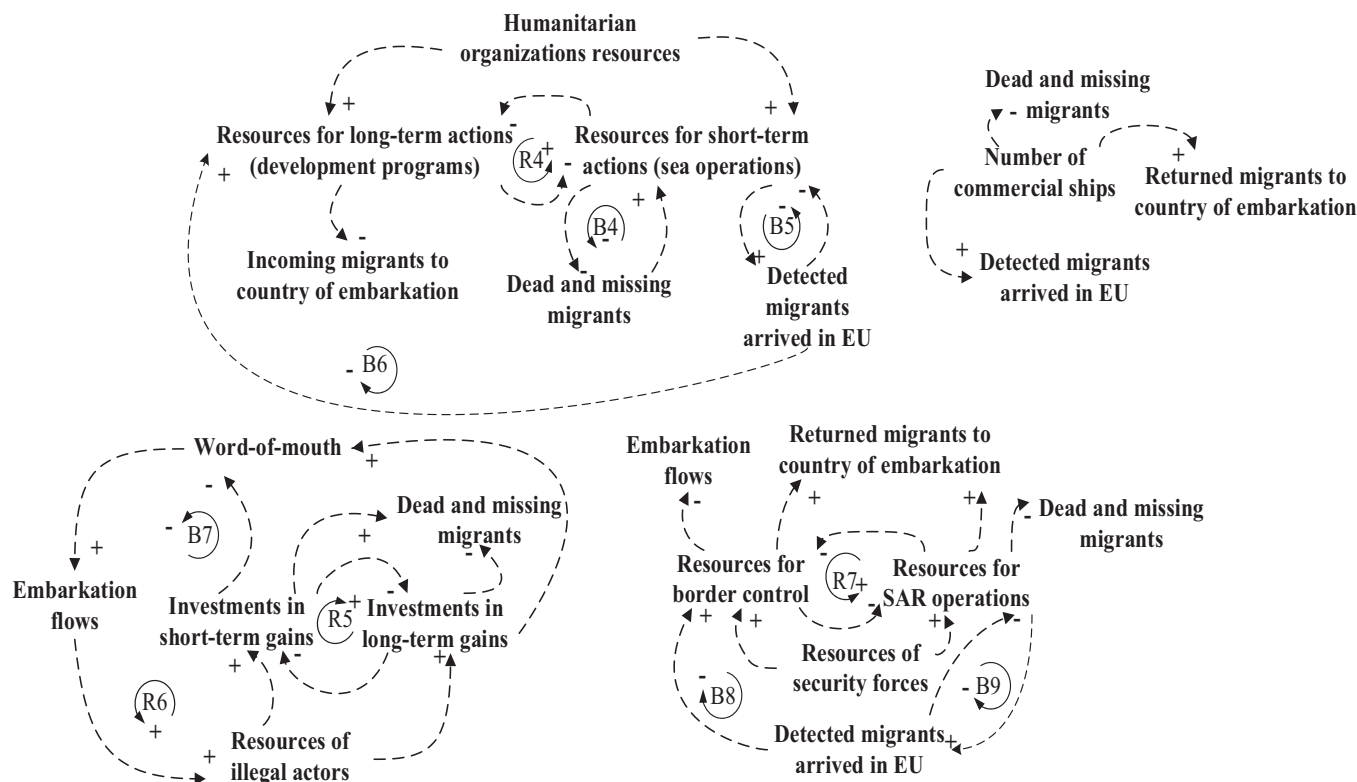 Humanitarian
organizations resources
+
+
Resources for long-term actions
(development programs)
+
-
R4
+
-
Resources for short-term
actions (sea operations)
+
-
B4
-
-
B5
-
+
-
Incoming migrants to
country of embarkation
-
Dead and missing
migrants
Detected
migrants
arrived in EU
-
B6
Dead and missing
-
migrants
Number of
commercial ships
+
Returned migrants to
country of embarkation
+
Detected migrants
arrived in EU
Word-of-mouth
+
-
-
B7
+
Dead and missing
migrants
+
-
Embarkation
flows
Investments in
short-term gains
R5
+
-
Investments in
long-term gains
+
-
+
R6
+
+
Resources of
illegal actors
Embarkation
flows
-
Returned migrants to
country of embarkation
+
+
-
Dead and missing
migrants
Resources for
border control
-
R7
+
-
Resources for
SAR operations
+
+
+
-
Resources of
security forces
-
B8
-
B9
Detected migrants
arrived in EU
+